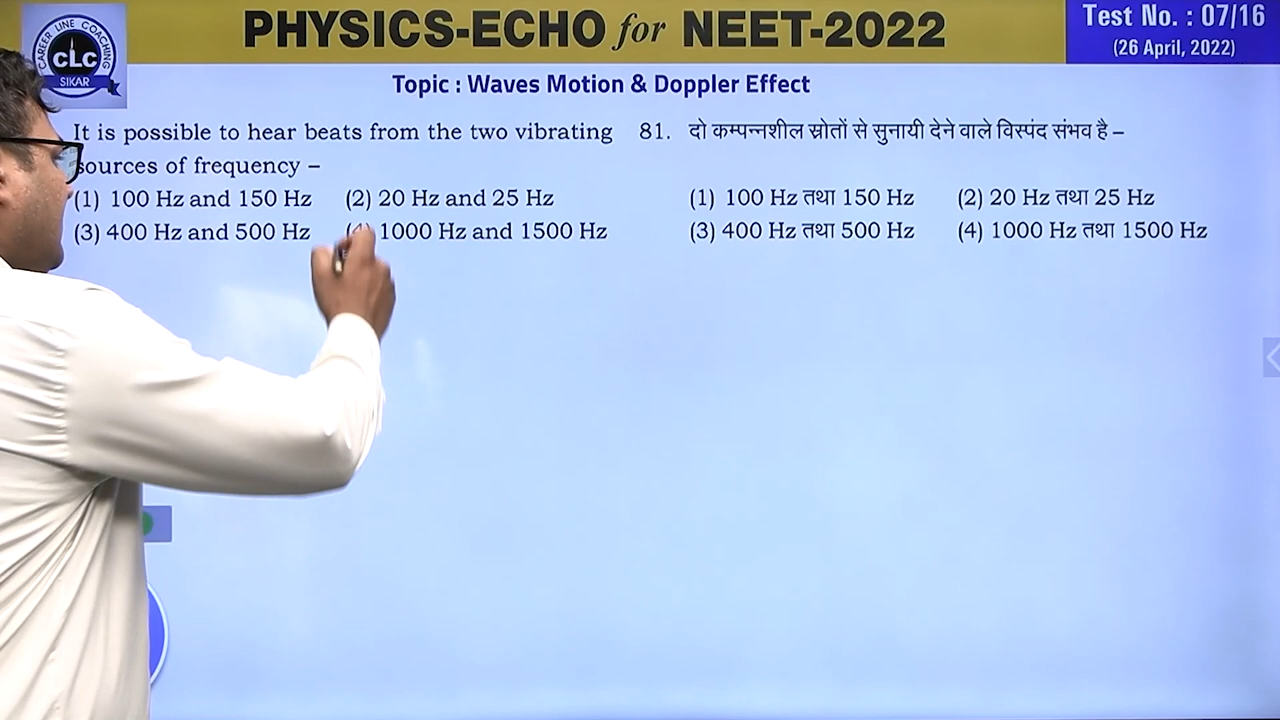 PHYSICS-ECHO for NEET-2022
Test No. : 07/16
(26 April, 2022)
CAREER LINE COACHING
CLC
SIKAR
Topic : Waves Motion & Doppler Effect
It is possible to hear beats from the two vibrating
sources of frequency –
(1) 100 Hz and 150 Hz (2) 20 Hz and 25 Hz
(3) 400 Hz and 500 Hz (4) 1000 Hz and 1500 Hz
81. दो कम्पन्नशील स्रोतों से सुनायी देने वाले विस्पंद संभव है –
(1) 100 Hz तथा 150 Hz (2) 20 Hz तथा 25 Hz
(3) 400 Hz तथा 500 Hz (4) 1000 Hz तथा 1500 Hz